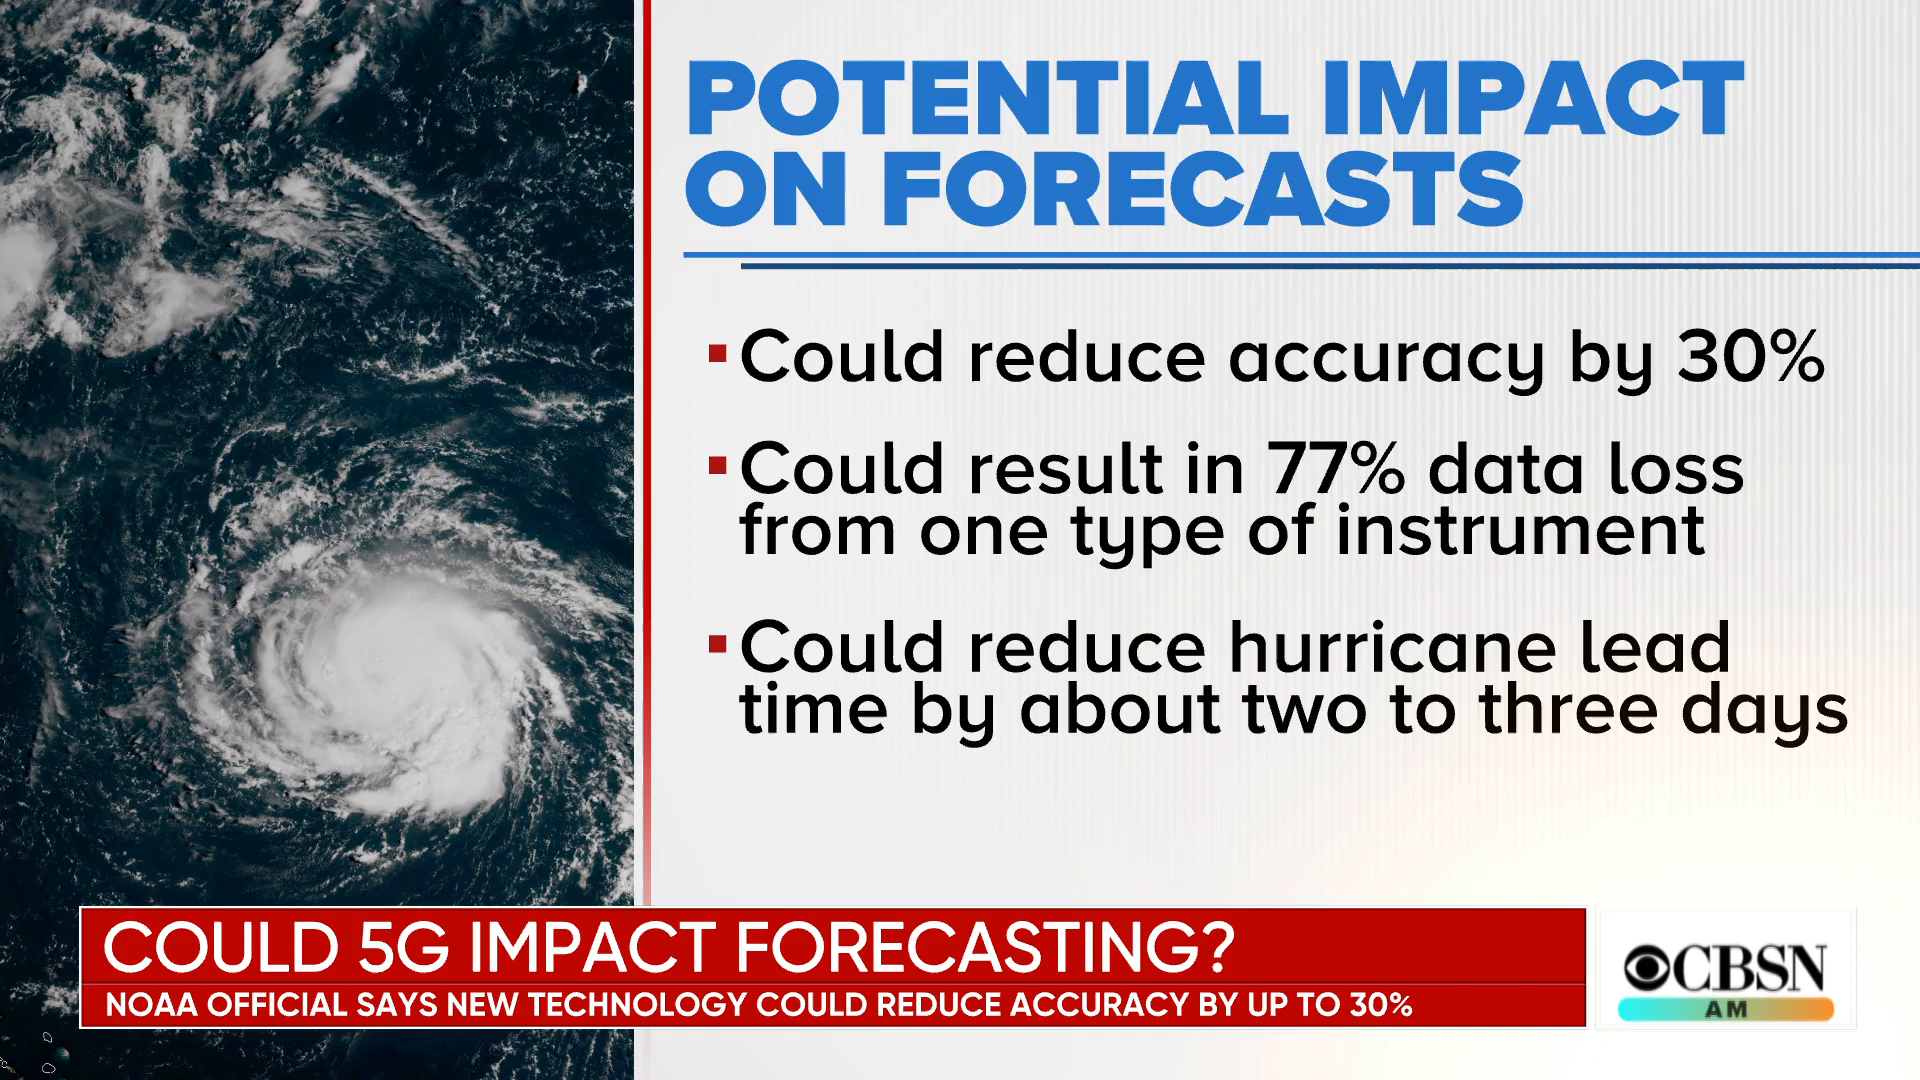 POTENTIAL IMPACT
ON FORECASTS
Could reduce accuracy by 30%
Could result in 77% data loss
from one type of instrument
Could reduce hurricane lead
time by about two to three days
COULD 5G IMPACT FORECASTING?
NOAA OFFICIAL SAYS NEW TECHNOLOGY COULD REDUCE ACCURACY BY UP TO 30%
CBSN
AM